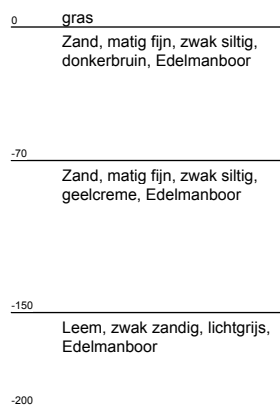 0 gras
Zand, matig fijn, zwak siltig,
donkerbruin, Edelmanboor
-70
Zand, matig fijn, zwak siltig,
geelcreme, Edelmanboor
-150
Leem, zwak zandig, lichtgrijs,
Edelmanboor
-200